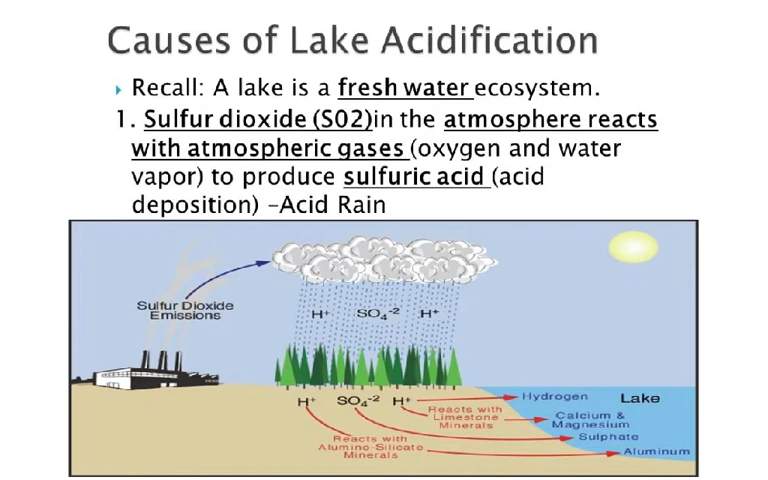 Causes of Lake Acidification
Recall: A lake is a fresh water ecosystem.
1. Sulfur dioxide (S02)in the atmosphere reacts
with atmospheric gases (oxygen and water
vapor) to produce sulfuric acid (acid
deposition) –Acid Rain
Sulfur Dioxide
Emissions
H⁺ SO₄⁻² H⁺
H⁺ SO₄⁻² H⁺
Hydrogen
Lake
Reacts with
Limestone
Minerals
Calcium &
Magnesium
Sulphate
Reacts with
Alumino-Silicate
Minerals
Aluminum